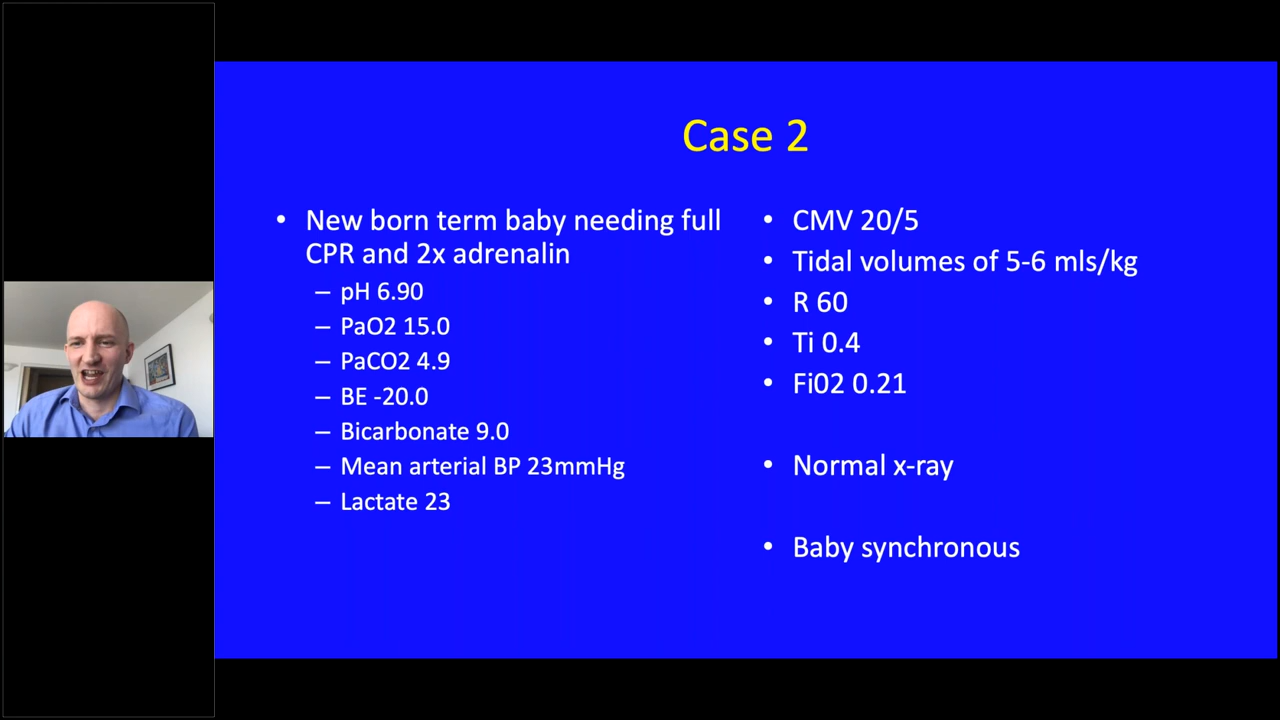 Case 2
• New born term baby needing full
CPR and 2x adrenalin
– pH 6.90
– PaO2 15.0
– PaCO2 4.9
– BE -20.0
– Bicarbonate 9.0
– Mean arterial BP 23mmHg
– Lactate 23
• CMV 20/5
• Tidal volumes of 5-6 mls/kg
• R 60
• Ti 0.4
• Fi02 0.21
• Normal x-ray
• Baby synchronous